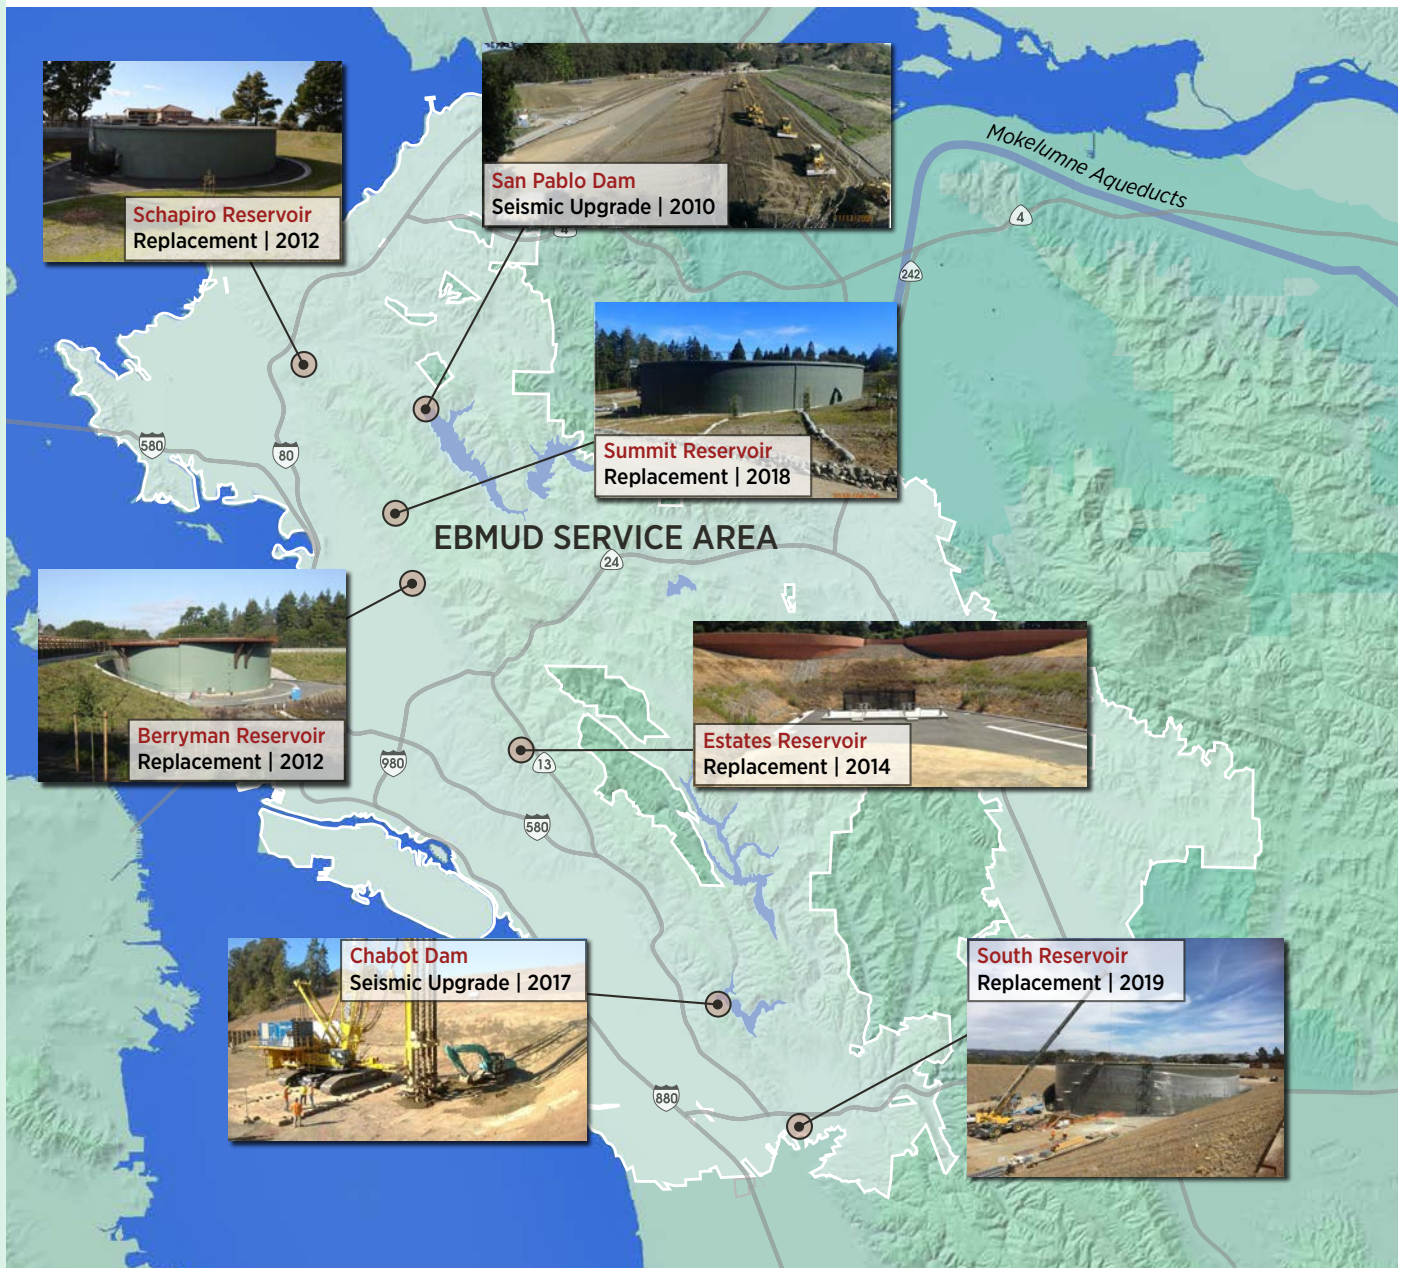 Mokelumne Aqueducts
San Pablo Dam
Seismic Upgrade | 2010
Schapiro Reservoir
Replacement | 2012
4
4
242
Summit Reservoir
Replacement | 2018
580
80
EBMUD SERVICE AREA
24
Berryman Reservoir
Replacement | 2012
Estates Reservoir
Replacement | 2014
980
13
580
Chabot Dam
Seismic Upgrade | 2017
South Reservoir
Replacement | 2019
880